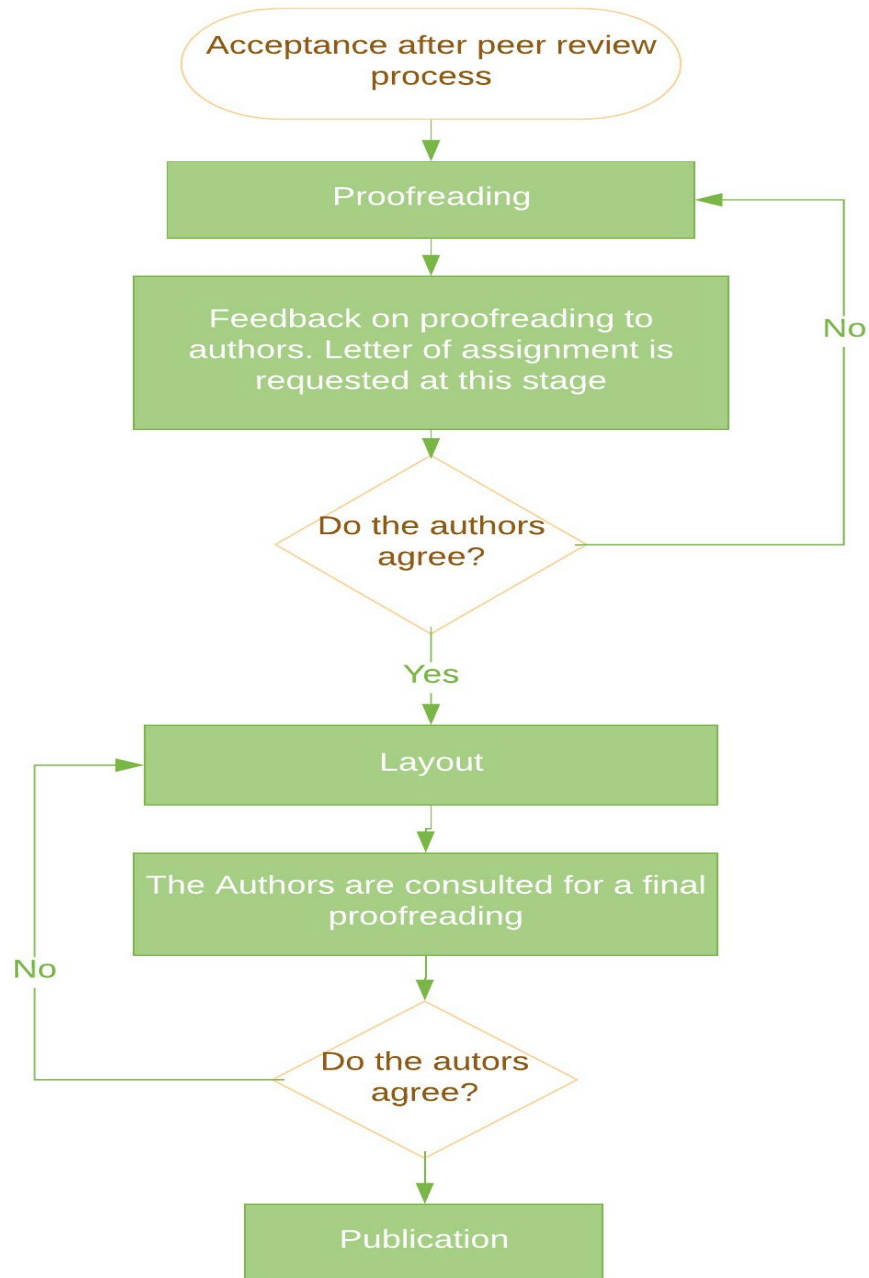 Acceptance after peer review
process
Proofreading
Feedback on proofreading to
authors. Letter of assignment is
requested at this stage
No
Do the authors
agree?
Yes
Layout
The Authors are consulted for a final
proofreading
No
Do the autors
agree?
Publication